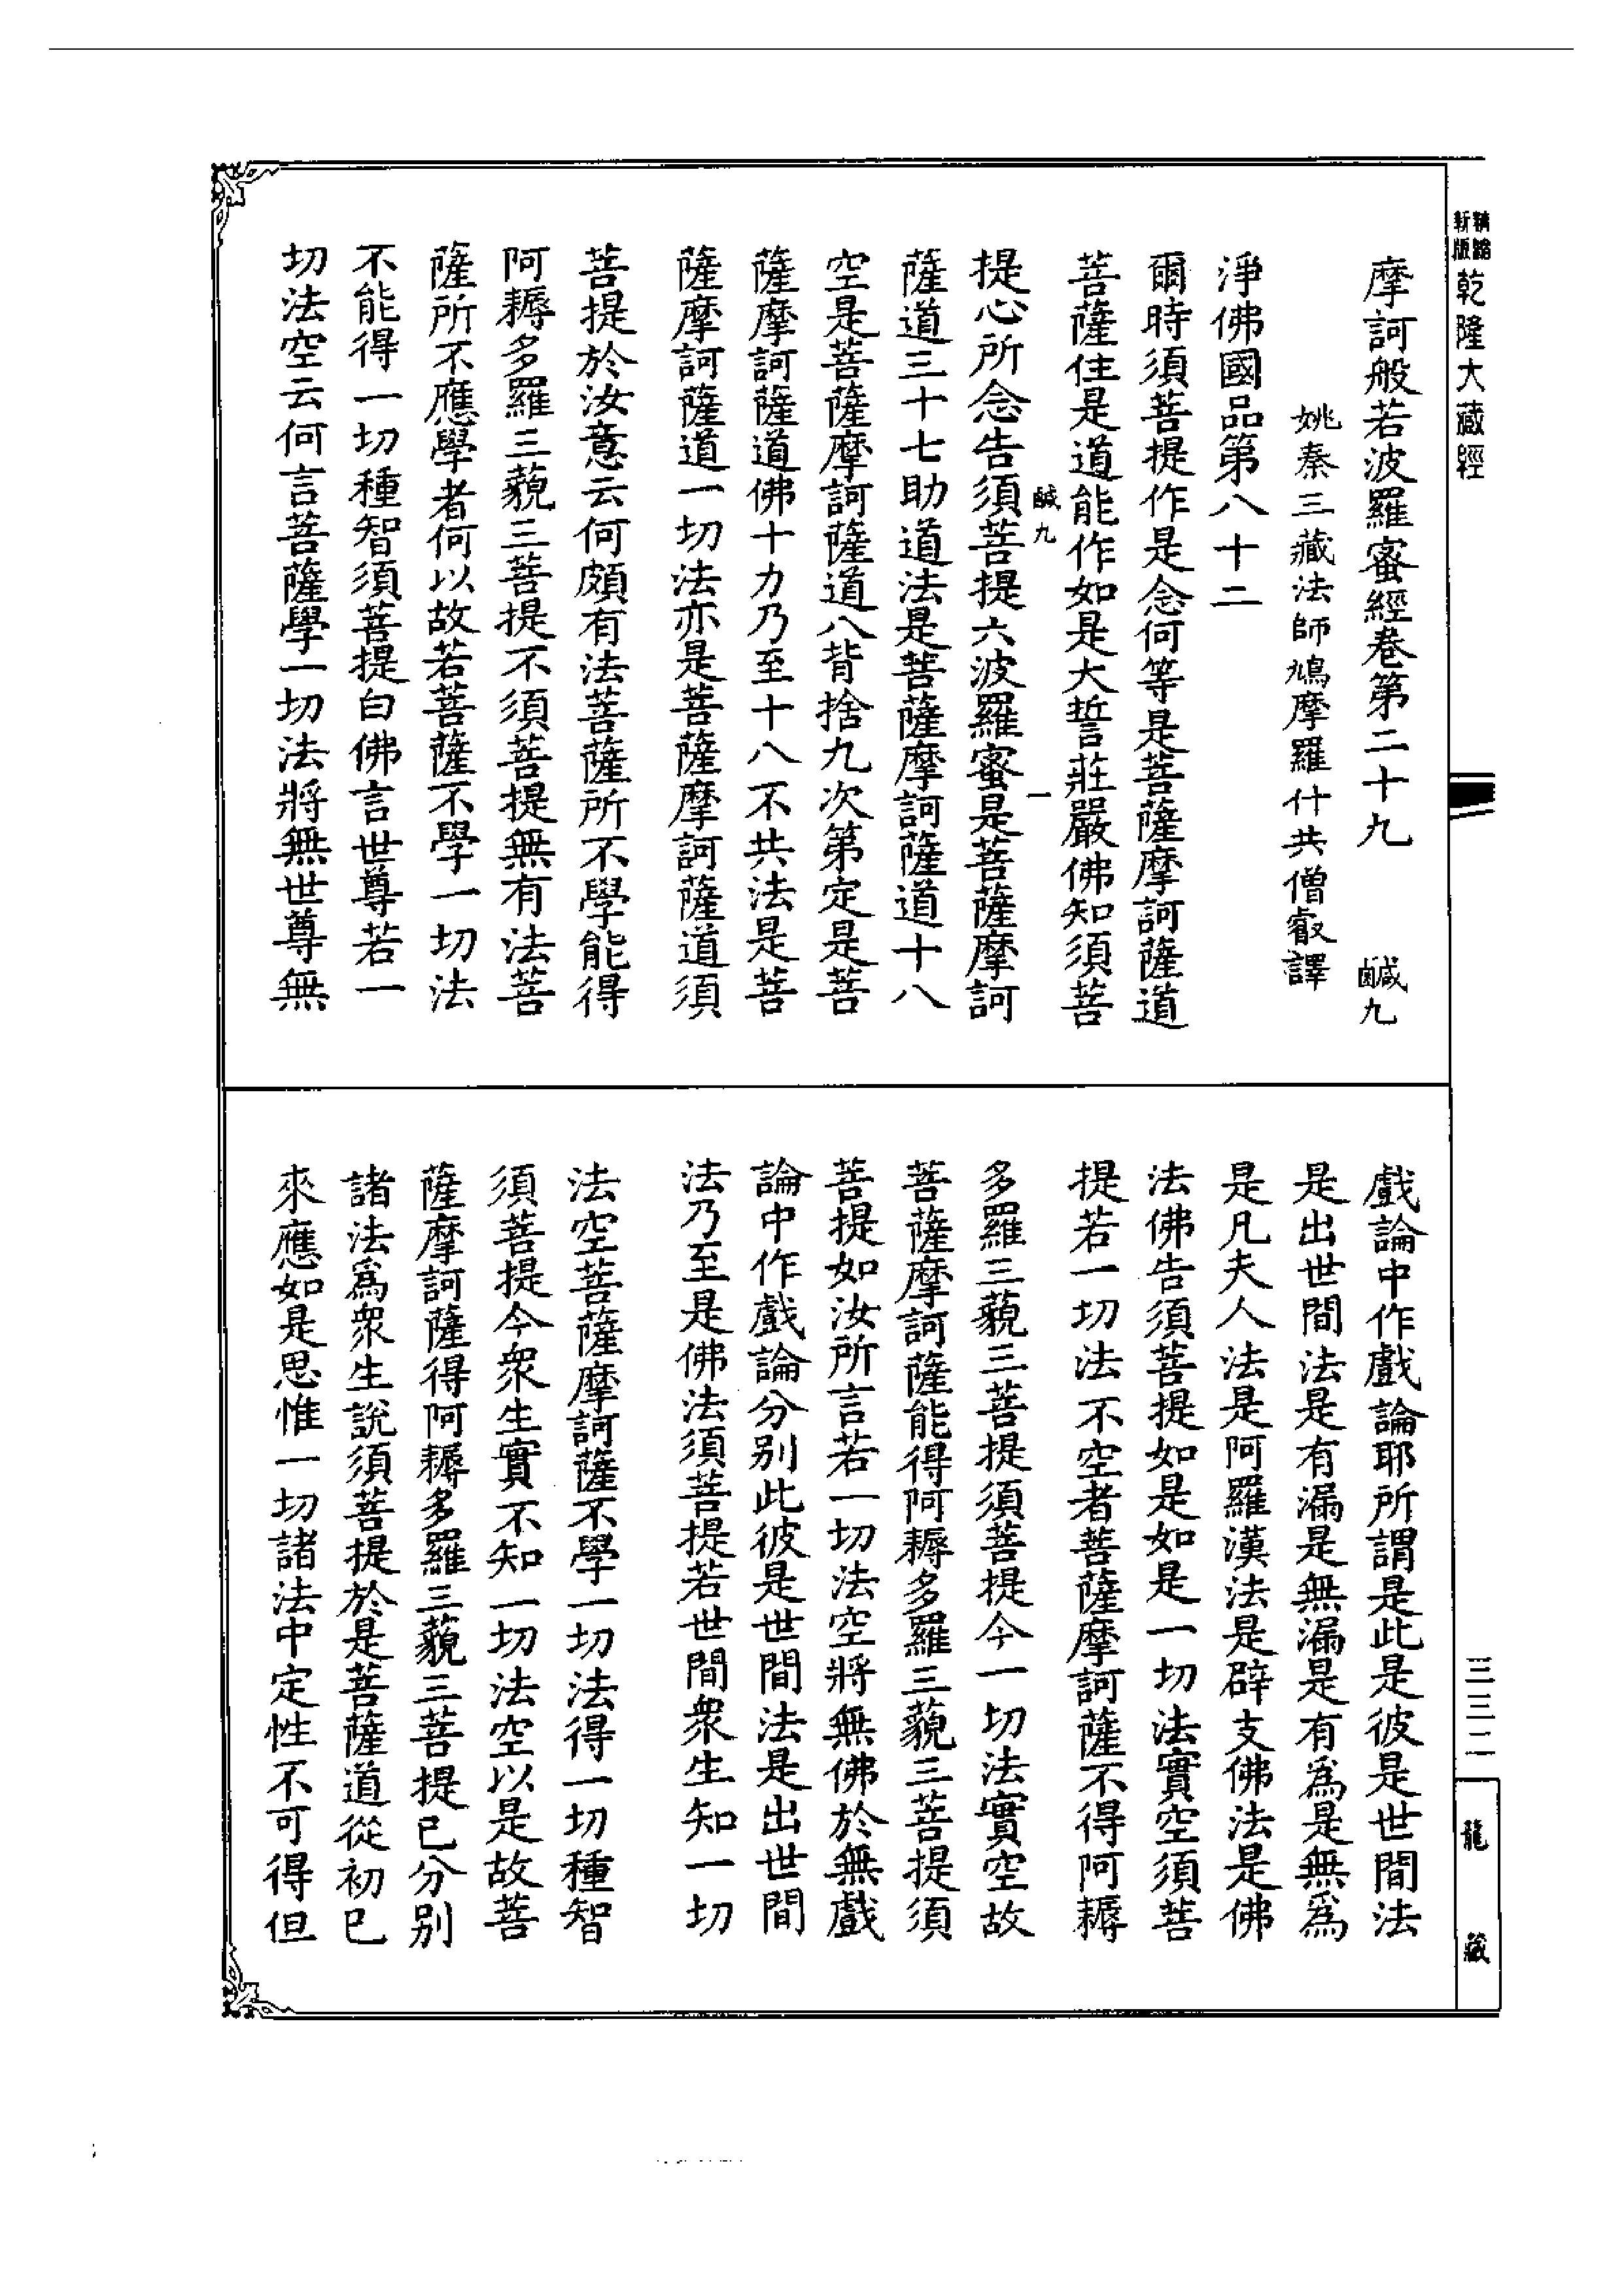 精縮新版乾隆大藏經
摩訶般若波羅蜜經卷第二十九 鹹九
姚秦三藏法師鳩摩羅什共僧叡譯
淨佛國品第八十二
爾時須菩提作是念何等是菩薩摩訶薩道
菩薩住是道能作如是大誓莊嚴佛知須菩
鹹九 一
提心所念告須菩提六波羅蜜是菩薩摩訶
薩道三十七助道法是菩薩摩訶薩道十八
空是菩薩摩訶薩道八背捨九次第定是菩
薩摩訶薩道佛十力乃至十八不共法是菩
薩摩訶薩道一切法亦是菩薩摩訶薩道須
菩提於汝意云何頗有法菩薩所不學能得
阿耨多羅三藐三菩提不須菩提無有法菩
薩所不應學者何以故若菩薩不學一切法
不能得一切種智須菩提白佛言世尊若一
切法空云何言菩薩學一切法將無世尊無
戲論中作戲論耶所謂是此是彼是世間法
是出世間法是有漏是無漏是有為是無為
是凡夫人法是阿羅漢法是辟支佛法是佛
法佛告須菩提如是如是一切法實空須菩
提若一切法不空者菩薩摩訶薩不得阿耨
多羅三藐三菩提須菩提今一切法實空故
菩薩摩訶薩能得阿耨多羅三藐三菩提須
菩提如汝所言若一切法空將無佛於無戲
論中作戲論分別此彼是世間法是出世間
法乃至是佛法須菩提若世間眾生知一切
法空菩薩摩訶薩不學一切法得一切種智
須菩提今眾生實不知一切法空以是故菩
薩摩訶薩得阿耨多羅三藐三菩提已分別
諸法為眾生說須菩提於是菩薩道從初已
來應如是思惟一切諸法中定性不可得但
三三二
龍藏